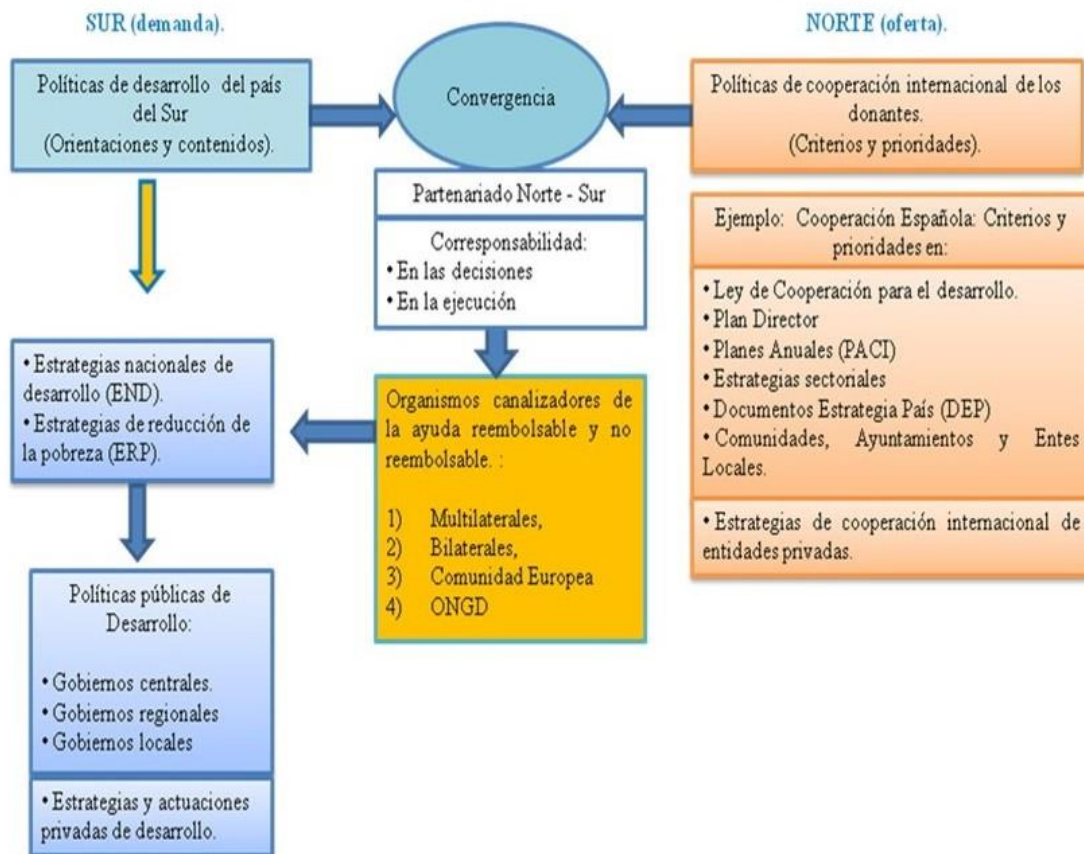 SUR (demanda).
Políticas de desarrollo del país
del Sur
(Orientaciones y contenidos).
• Estrategias nacionales de
desarrollo (END).
• Estrategias de reducción de
la pobreza (ERP).
Políticas públicas de
Desarrollo:
• Gobiernos centrales.
• Gobiernos regionales
• Gobiernos locales
• Estrategias y actuaciones
privadas de desarrollo.
Convergencia
Partenariado Norte - Sur
Corresponsabilidad:
• En las decisiones
• En la ejecución
Organismos canalizadores de
la ayuda reembolsable y no
reembolsable. :
1) Multilaterales,
2) Bilaterales,
3) Comunidad Europea
4) ONGD
NORTE (oferta).
Políticas de cooperación internacional de los
donantes.
(Criterios y prioridades).
Ejemplo: Cooperación Española: Criterios y
prioridades en:
• Ley de Cooperación para el desarrollo.
• Plan Director
• Planes Anuales (PACI)
• Estrategias sectoriales
• Documentos Estrategia País (DEP)
• Comunidades, Ayuntamientos y Entes
Locales.
• Estrategias de cooperación internacional de
entidades privadas.